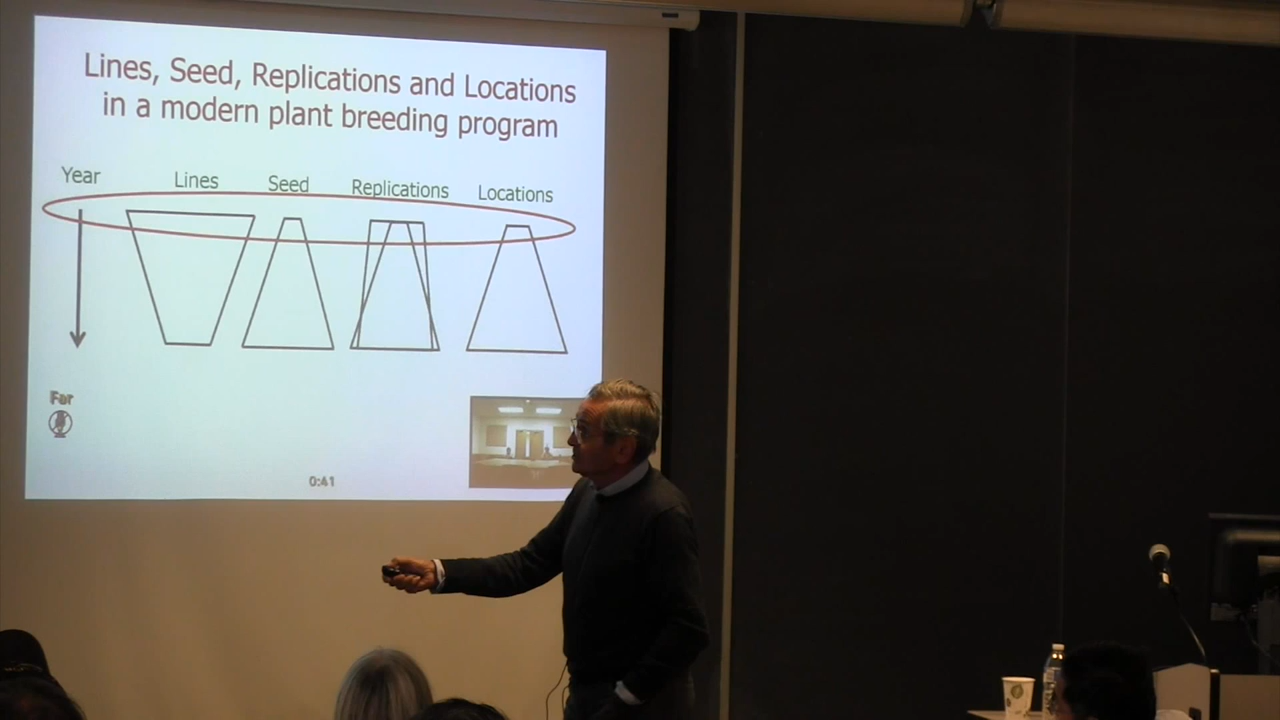 Lines, Seed, Replications and Locations
in a modern plant breeding program
Year Lines Seed Replications Locations
Far
0:41